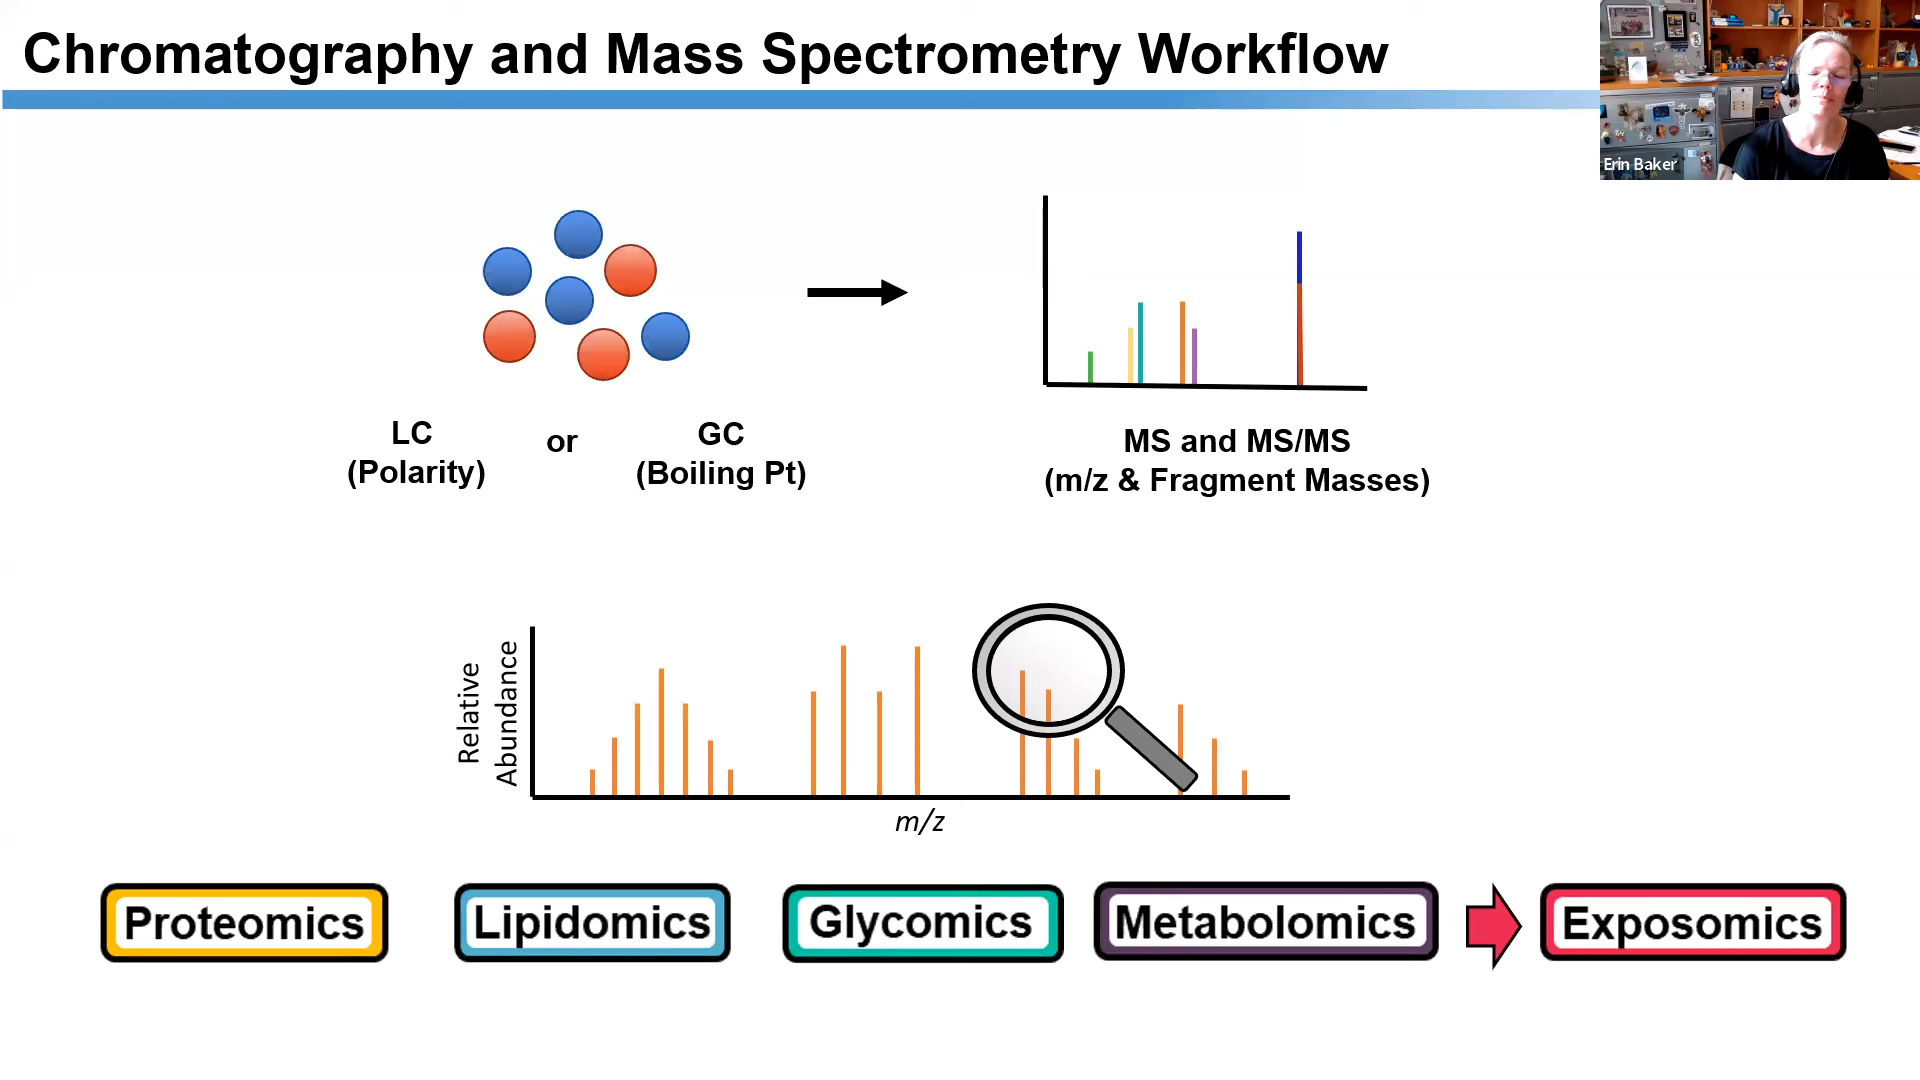 Chromatography and Mass Spectrometry Workflow
Erin Baker
LC
(Polarity)
or
GC
(Boiling Pt)
MS and MS/MS
(m/z & Fragment Masses)
Relative
Abundance
m/z
Proteomics
Lipidomics
Glycomics
Metabolomics
Exposomics